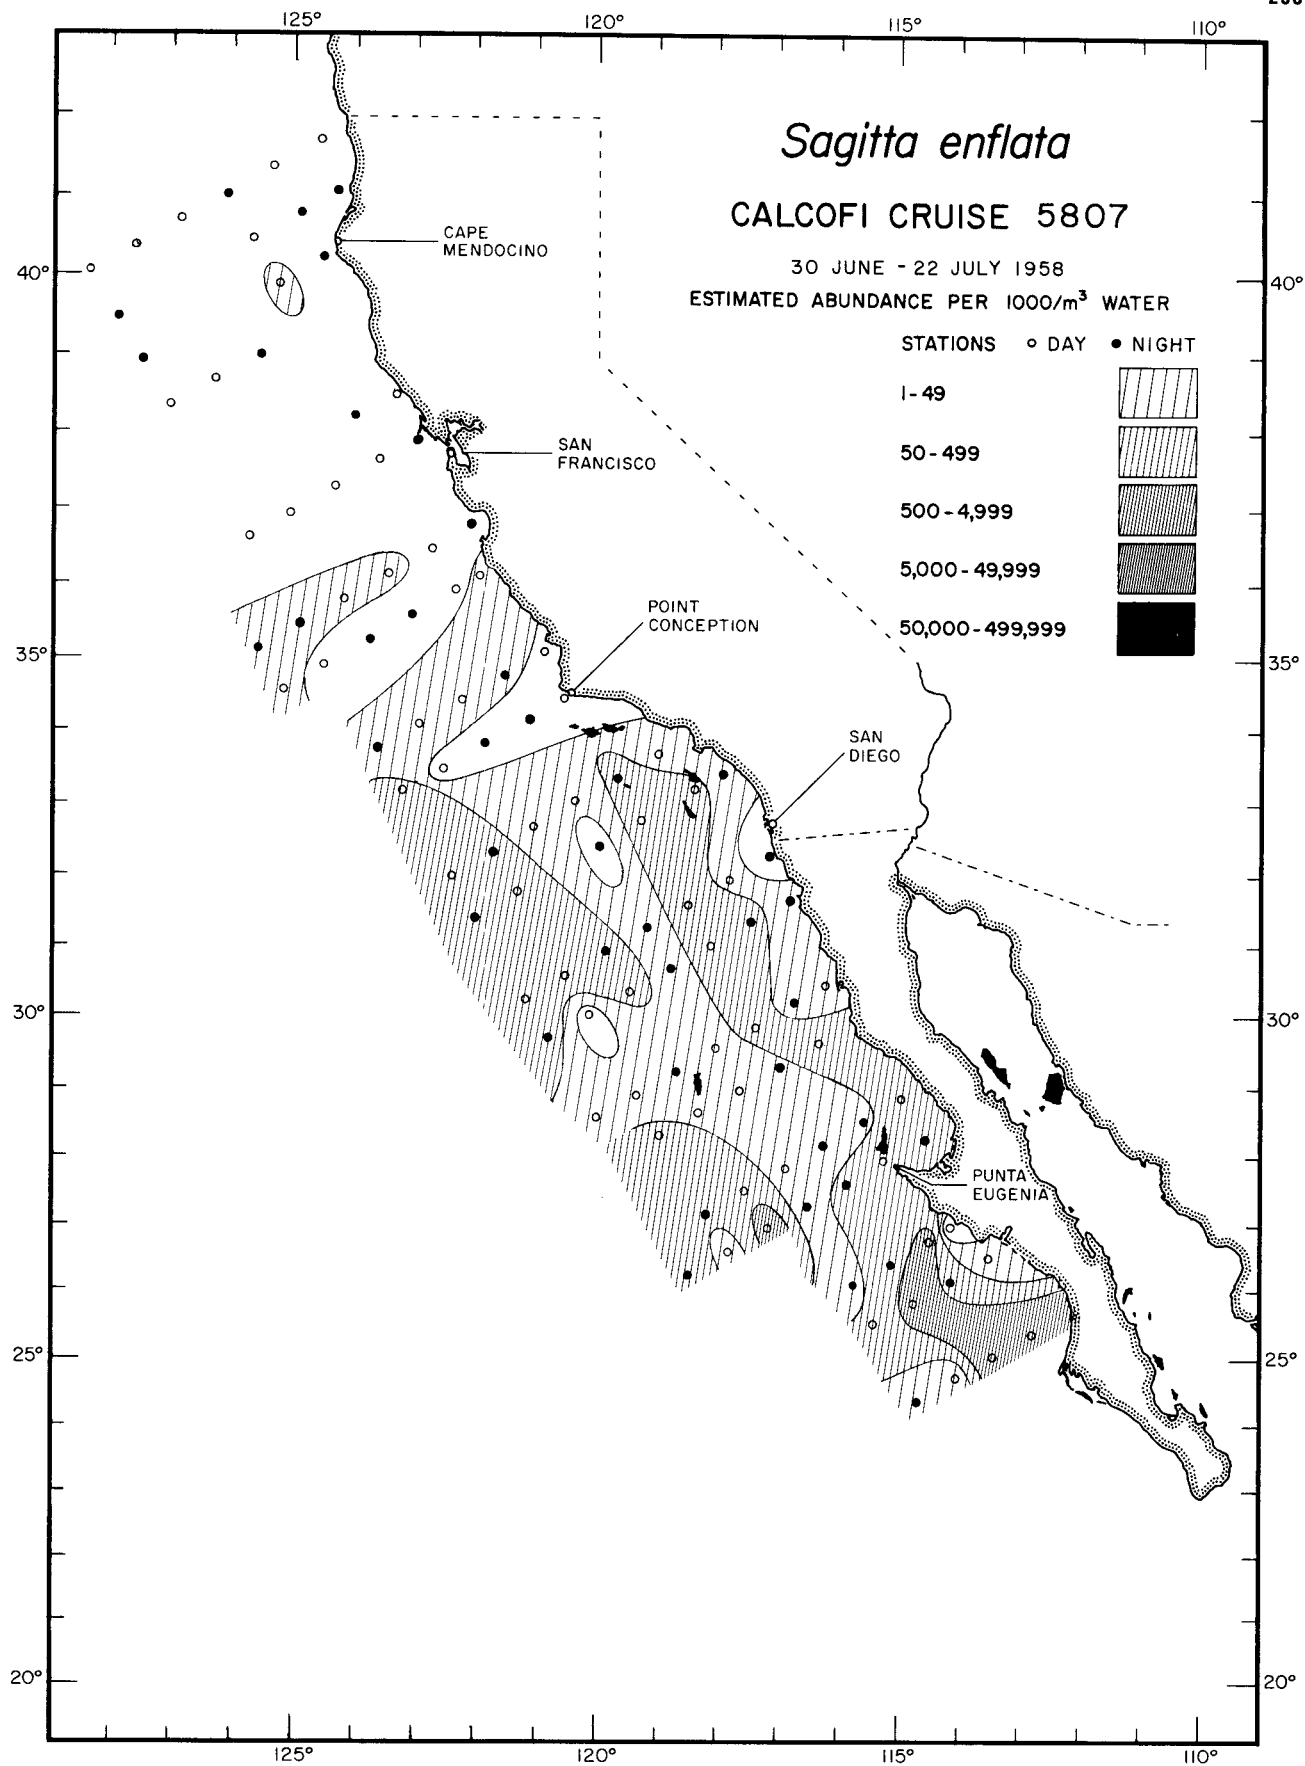 125°
120°
115°
110°
Sagitta enflata
CALCOFI CRUISE 5807
30 JUNE - 22 JULY 1958
ESTIMATED ABUNDANCE PER 1000/m³ WATER
STATIONS ○ DAY ● NIGHT
1-49
50-499
500-4,999
5,000-49,999
50,000-499,999
CAPE
MENDOCINO
40°
40°
SAN
FRANCISCO
POINT
CONCEPTION
35°
35°
SAN
DIEGO
30°
30°
PUNTA
EUGENIA
25°
25°
20°
20°
125°
120°
115°
110°